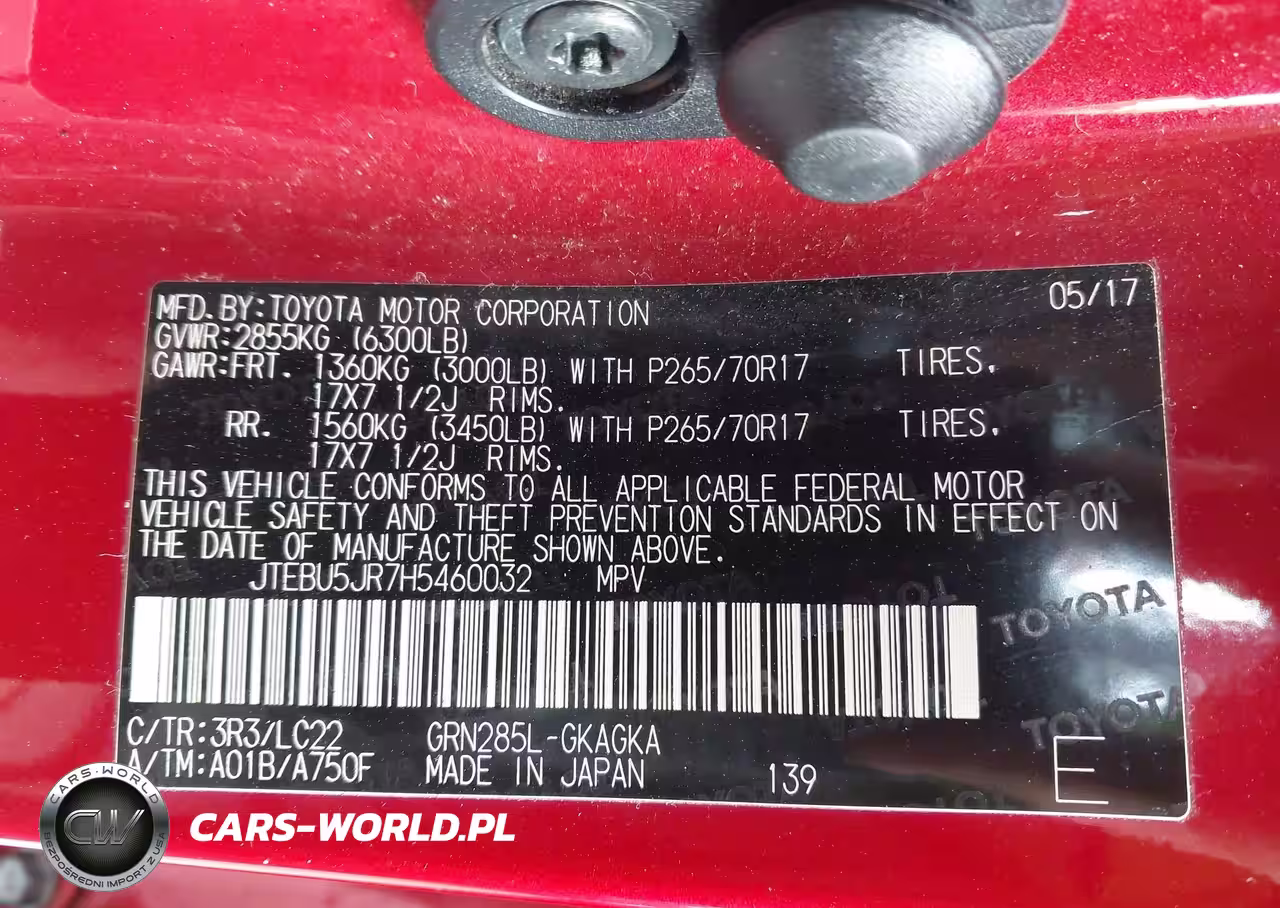 MFD. BY:TOYOTA MOTOR CORPORATION 05/17
GVWR:2855KG (6300LB)
GAWR:FRT. 1360KG (3000LB) WITH P265/70R17 TIRES,
17X7 1/2J RIMS.
RR. 1560KG (3450LB) WITH P265/70R17 TIRES,
17X7 1/2J RIMS.
THIS VEHICLE CONFORMS TO ALL APPLICABLE FEDERAL MOTOR
VEHICLE SAFETY AND THEFT PREVENTION STANDARDS IN EFFECT ON
THE DATE OF MANUFACTURE SHOWN ABOVE.
JTEBU5JR7H5460032 MPV
TOYOTA
TOYOTA
C/TR:3R3/LC22 GRN285L-GKAGKA
A/TM:A01B/A750F MADE IN JAPAN 139 E
CARS-WORLD
CW
BEZPOŚREDNI IMPORT Z USA
CARS-WORLD.PL